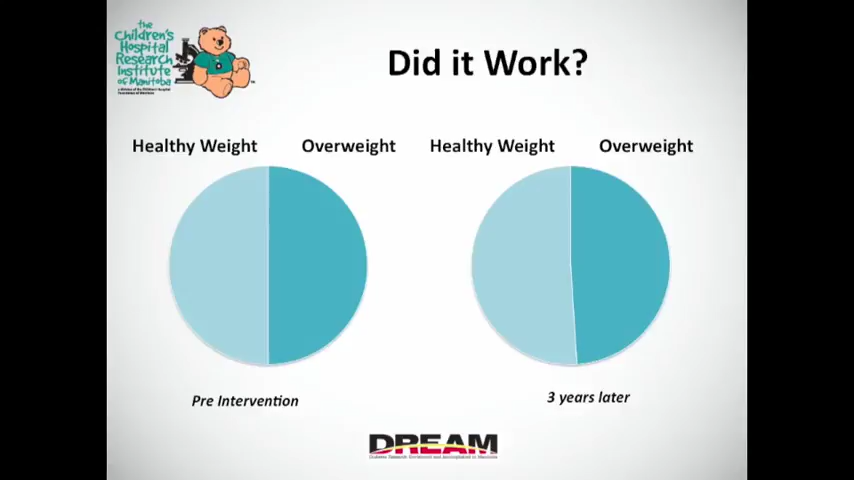 the
Children's
Hospital
Research
Institute
of Manitoba
Did it Work?
Healthy Weight
Overweight
Healthy Weight
Overweight
Pre Intervention
3 years later
DREAM